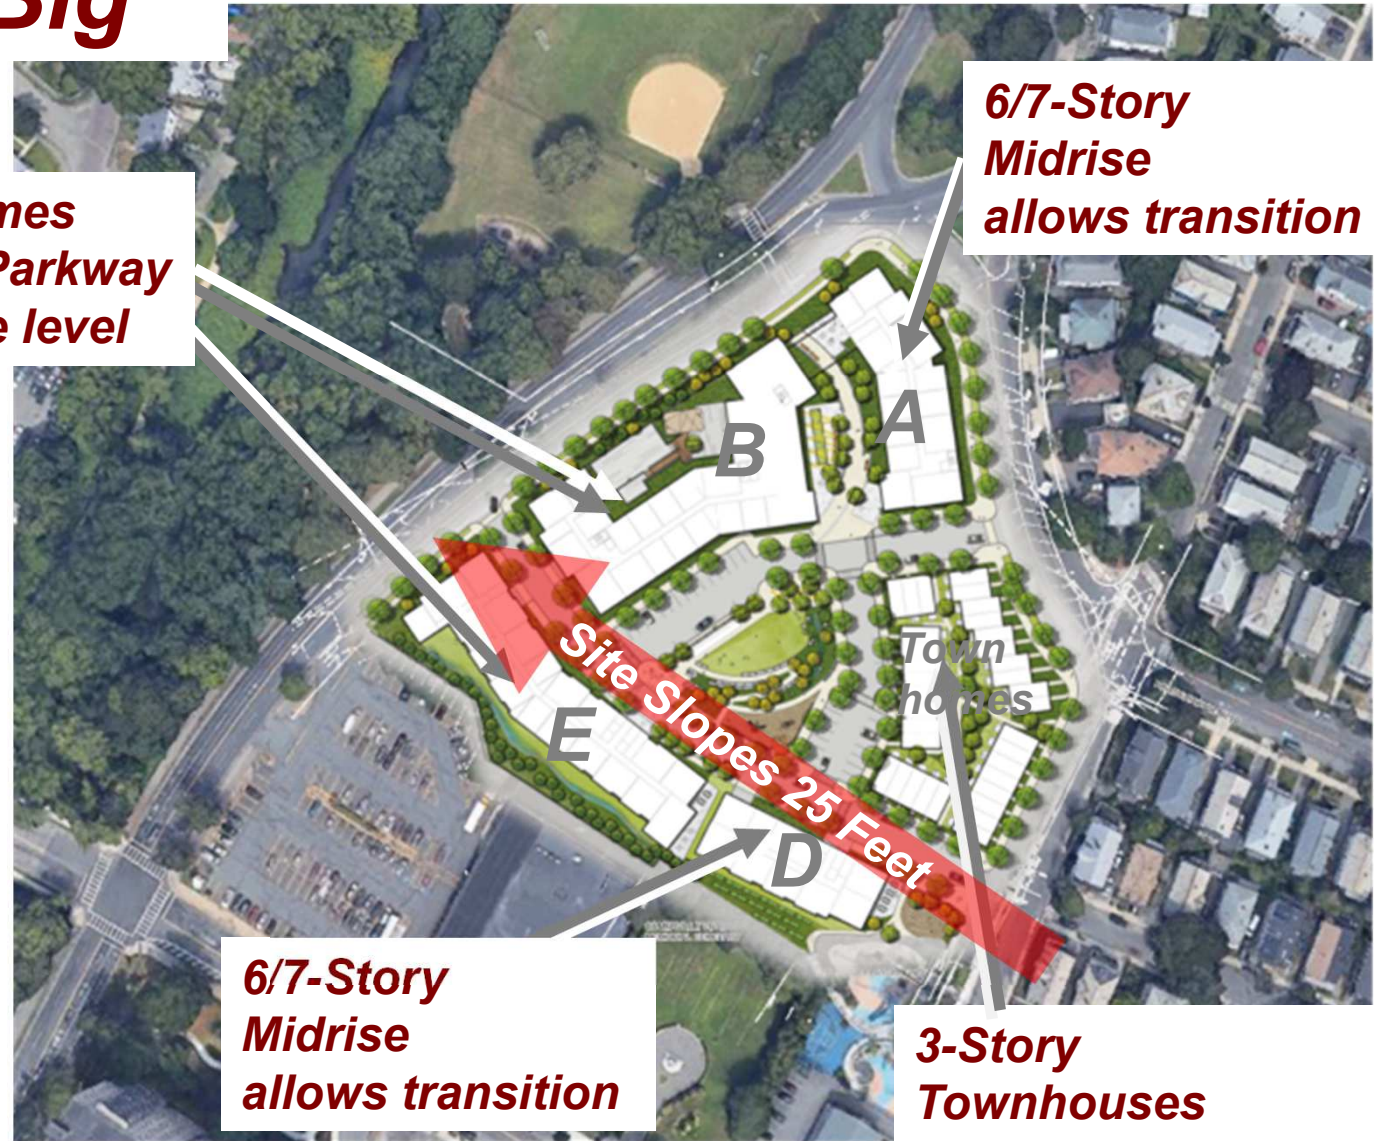 Big
6/7-Story
Midrise
allows transition
mes
Parkway
e level
A
B
Town
homes
Site Slopes 25 Feet
E
D
6/7-Story
Midrise
allows transition
3-Story
Townhouses